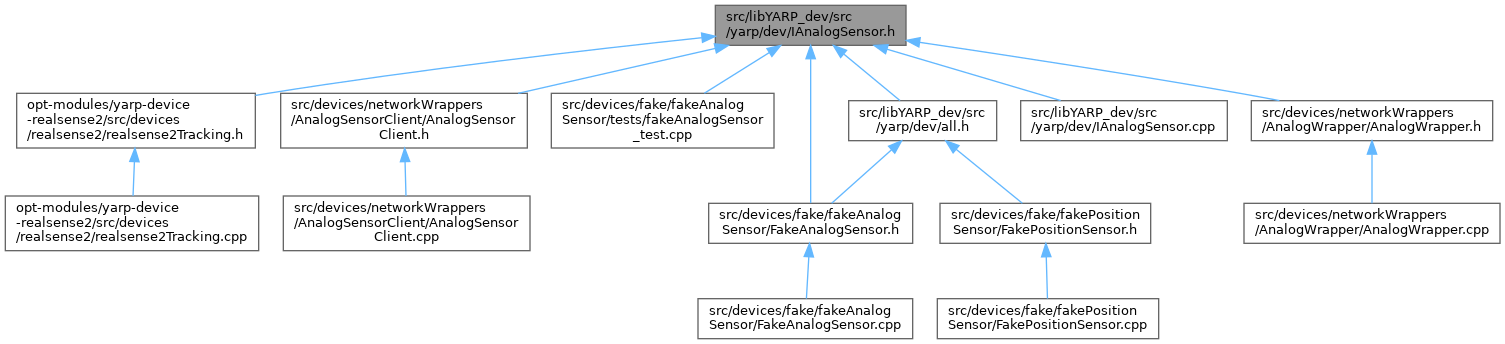 src/libYARP_dev/src
/yarp/dev/IAnalogSensor.h
opt-modules/yarp-device
-realsense2/src/devices
/realsense2/realsense2Tracking.h
src/devices/networkWrappers
/AnalogSensorClient/AnalogSensor
Client.h
src/devices/fake/fakeAnalog
Sensor/tests/fakeAnalogSensor
_test.cpp
src/libYARP_dev/src
/yarp/dev/all.h
src/libYARP_dev/src
/yarp/dev/IAnalogSensor.cpp
src/devices/networkWrappers
/AnalogWrapper/AnalogWrapper.h
opt-modules/yarp-device
-realsense2/src/devices
/realsense2/realsense2Tracking.cpp
src/devices/networkWrappers
/AnalogSensorClient/AnalogSensor
Client.cpp
src/devices/fake/fakeAnalog
Sensor/FakeAnalogSensor.h
src/devices/fake/fakePosition
Sensor/FakePositionSensor.h
src/devices/networkWrappers
/AnalogWrapper/AnalogWrapper.cpp
src/devices/fake/fakeAnalog
Sensor/FakeAnalogSensor.cpp
src/devices/fake/fakePosition
Sensor/FakePositionSensor.cpp